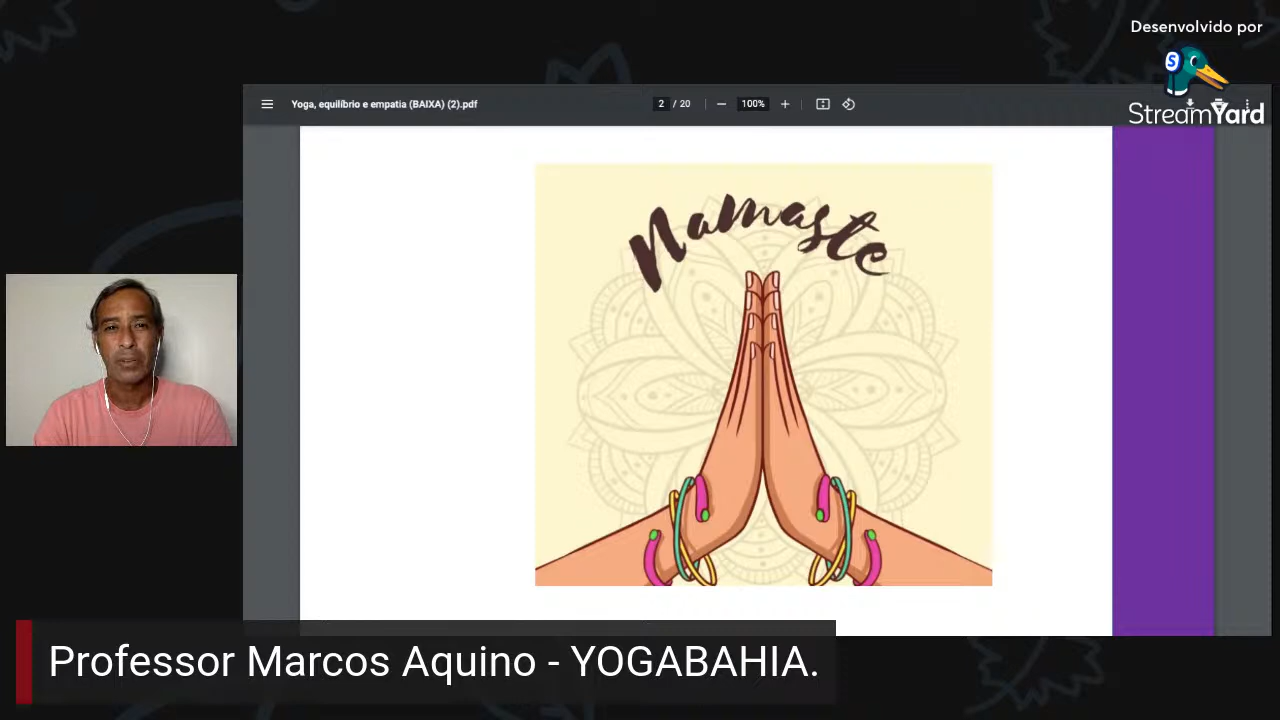 Desenvolvido por
S
StreamYard
Yoga, equilíbrio e empatia (BAIXA) (2).pdf
2 / 20
100%
Namaste
Professor Marcos Aquino - YOGABAHIA.